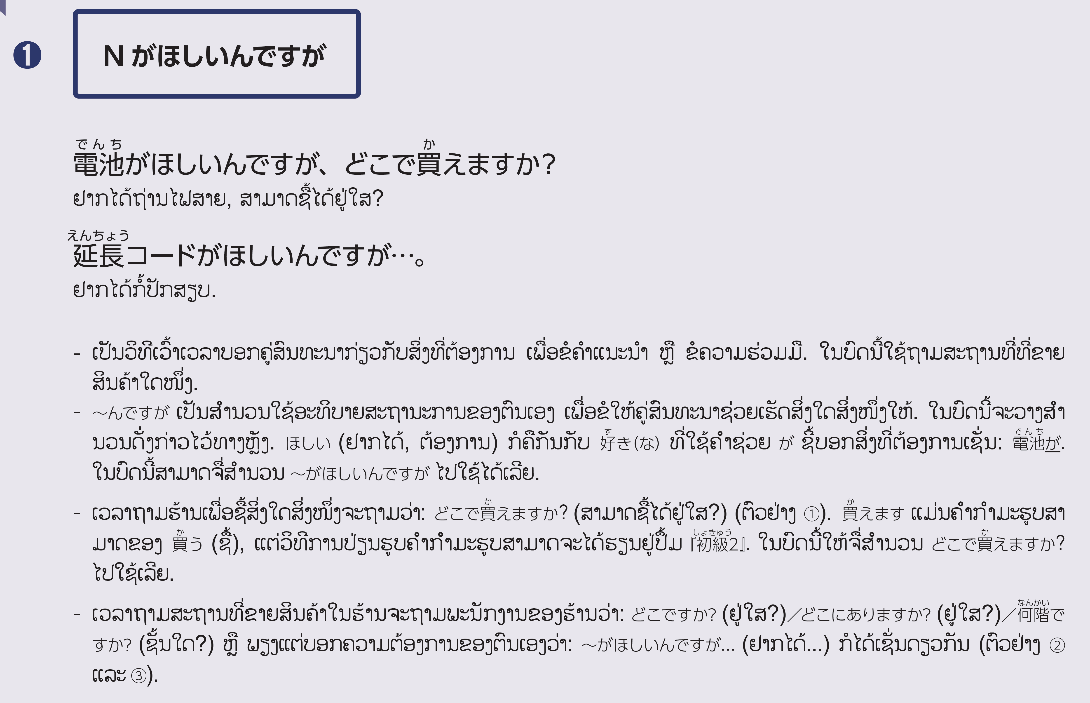 1
N がほしいんですが
でんち か
電池がほしいんですが、どこで買えますか?
ຢາກໄດ້ຖ່ານໄຟສາຍ, ສາມາດຊື້ໄດ້ຢູ່ໃສ?
えんちょう
延長コードがほしいんですが…。
ຢາກໄດ້ກໍ້ປັກສຽບ.
- ເປັນວິທີເວົ້າເວລາບອກຄູ່ສົນທະນາກ່ຽວກັບສິ່ງທີ່ຕ້ອງການ ເພື່ອຂໍຄຳແນະນຳ ຫຼື ຂໍຄວາມຮ່ວມມື. ໃນບົດນີ້ໃຊ້ຖາມສະຖານທີ່ທີ່ຂາຍ
ສິນຄ້າໃດໜຶ່ງ.
- ～んですが ເປັນສຳນວນໃຊ້ອະທິບາຍສະຖານະການຂອງຕົນເອງ ເພື່ອຂໍໃຫ້ຄູ່ສົນທະນາຊ່ວຍເຮັດສິ່ງໃດສິ່ງໜຶ່ງໃຫ້. ໃນບົດນີ້ຈະວາງສຳ
ນວນດັ່ງກ່າວໄວ້ທາງຫຼັງ. ほしい (ຢາກໄດ້, ຕ້ອງການ) ກໍຄືກັນກັບ 好き(な) ທີ່ໃຊ້ຄຳຊ່ວຍ が ຊີ້ບອກສິ່ງທີ່ຕ້ອງການເຊັ່ນ: 電池が.
ໃນບົດນີ້ສາມາດຈື່ສຳນວນ ～がほしいんですが ໄປໃຊ້ໄດ້ເລີຍ.
- ເວລາຖາມຮ້ານເພື່ອຊື້ສິ່ງໃດສິ່ງໜຶ່ງຈະຖາມວ່າ: どこで買えますか? (ສາມາດຊື້ໄດ້ຢູ່ໃສ?) (ຕົວຢ່າງ ①). 買えます ແມ່ນຄຳກຳມະຮູບສາ
ມາດຂອງ 買う (ຊື້), ແຕ່ວິທີການປ່ຽນຮູບຄຳກຳມະຮູບສາມາດຈະໄດ້ຮຽນຢູ່ປຶ້ມ『初級2』. ໃນບົດນີ້ໃຫ້ຈື່ສຳນວນ どこで買えますか?
ໄປໃຊ້ເລີຍ.
- ເວລາຖາມສະຖານທີ່ຂາຍສິນຄ້າໃນຮ້ານຈະຖາມພະນັກງານຂອງຮ້ານວ່າ: どこですか? (ຢູ່ໃສ?)／どこにありますか? (ຢູ່ໃສ?)／何階で
すか? (ຊັ້ນໃດ?) ຫຼື ພຽງແຕ່ບອກຄວາມຕ້ອງການຂອງຕົນເອງວ່າ: ～がほしいんですが... (ຢາກໄດ້...) ກໍໄດ້ເຊັ່ນດຽວກັນ (ຕົວຢ່າງ ②
ແລະ ③).